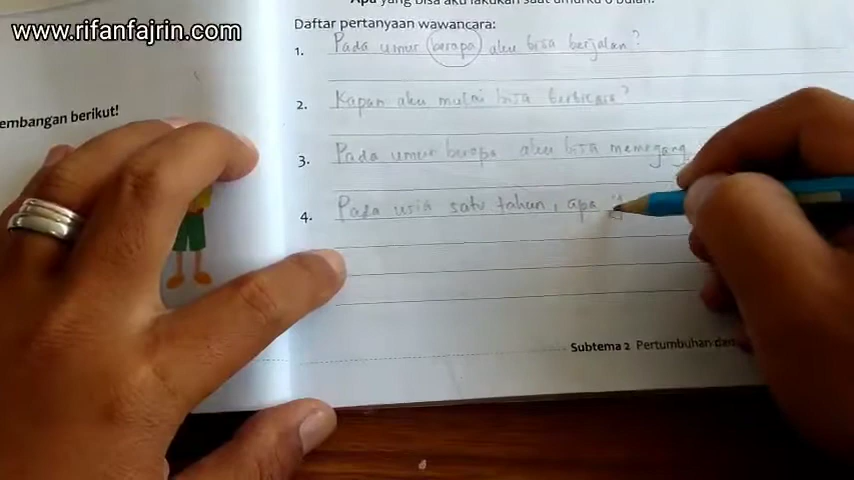 Apa yang bisa aku lakukan saat umurku 6 bulan.
www.rifanfajrin.com
Daftar pertanyaan wawancara:
1. Pada umur berapa aku bisa berjalan?
2. Kapan aku mulai bisa berbicara?
embangan berikut!
3. Pada umur berapa aku bisa memegang
4. Pada usia satu tahun, apa
Subtema 2 Pertumbuhan dan